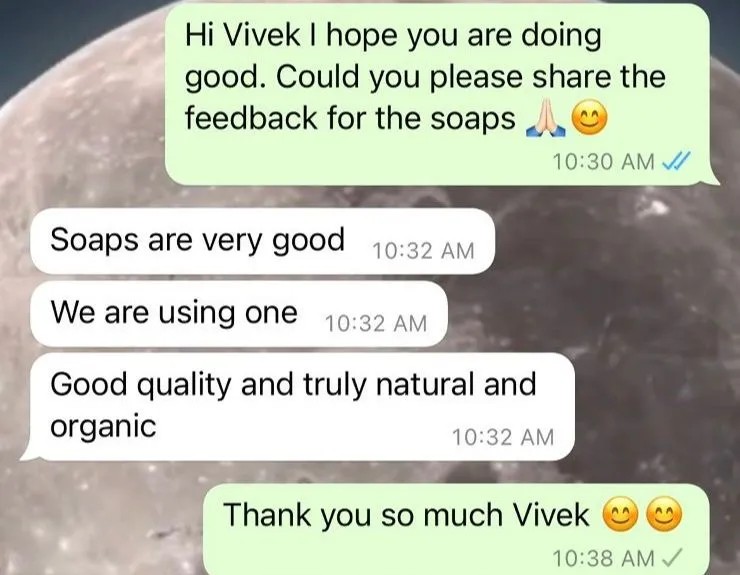 Hi Vivek I hope you are doing
good. Could you please share the
feedback for the soaps 🙏🏻😊
10:30 AM
Soaps are very good 10:32 AM
We are using one 10:32 AM
Good quality and truly natural and
organic 10:32 AM
Thank you so much Vivek 😊😊
10:38 AM